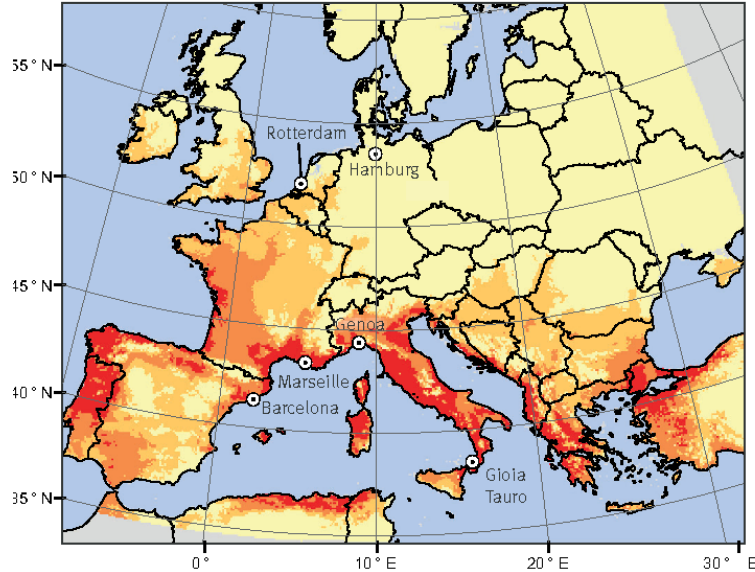 55° N
50° N
45° N
40° N
35° N
Rotterdam
Hamburg
Genoa
Marseille
Barcelona
Gioia
Tauro
0° E
10° E
20° E
30° E